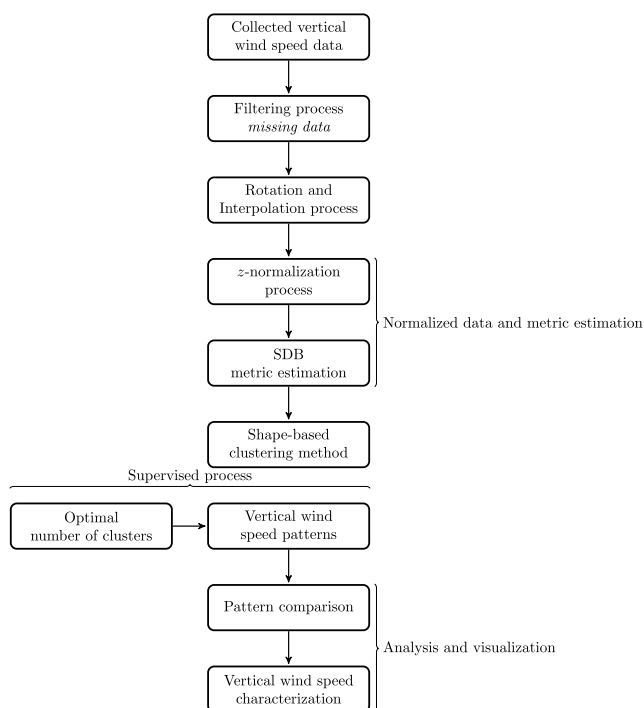 Collected vertical
wind speed data
Filtering process
missing data
Rotation and
Interpolation process
z-normalization
process
Normalized data and metric estimation
SDB
metric estimation
Shape-based
clustering method
Supervised process
Optimal
number of clusters
Vertical wind
speed patterns
Pattern comparison
Analysis and visualization
Vertical wind speed
characterization